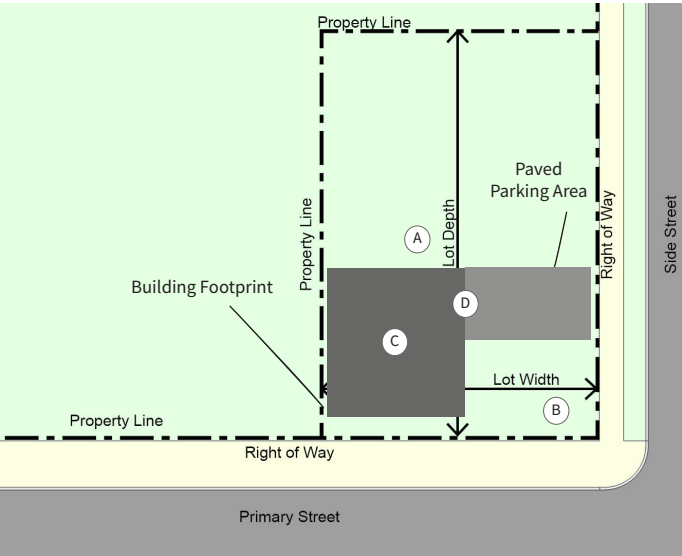 Property Line
Paved
Parking Area
Property Line
Lot Depth
Right of Way
Side Street
A
Building Footprint
D
C
Lot Width
B
Property Line
Right of Way
Primary Street